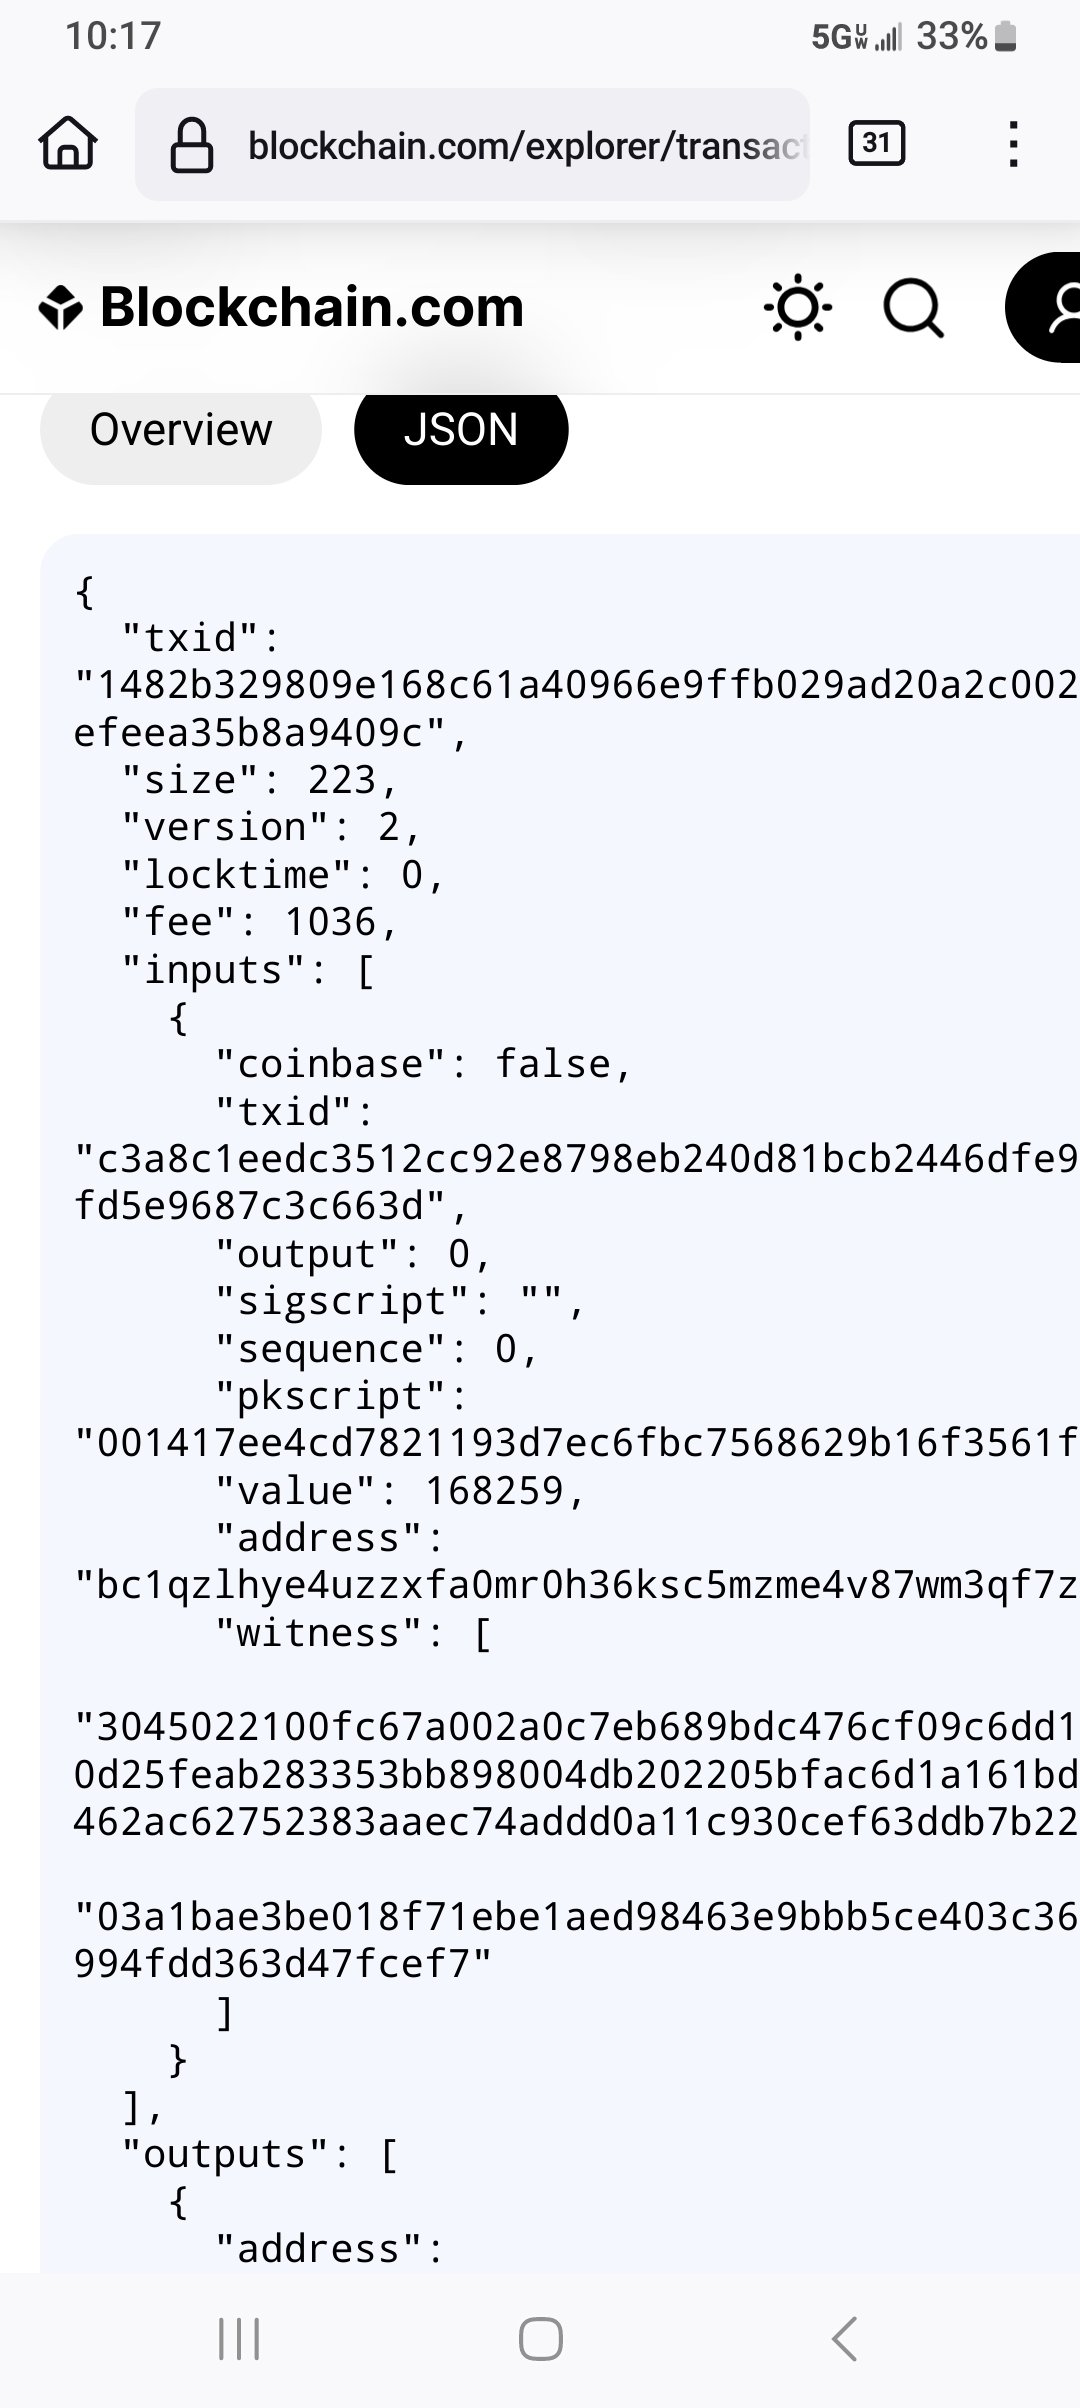 10:17
5G UW 33%
blockchain.com/explorer/transact
31
Blockchain.com
Overview
JSON
{
"txid":
"1482b329809e168c61a40966e9ffb029ad20a2c002
efeea35b8a9409c",
"size": 223,
"version": 2,
"locktime": 0,
"fee": 1036,
"inputs": [
{
"coinbase": false,
"txid":
"c3a8c1eedc3512cc92e8798eb240d81bcb2446dfe9
fd5e9687c3c663d",
"output": 0,
"sigscript": "",
"sequence": 0,
"pkscript":
"001417ee4cd7821193d7ec6fbc7568629b16f3561f
"value": 168259,
"address":
"bc1qzlhye4uzzxfa0mr0h36ksc5mzme4v87wm3qf7z
"witness": [
"3045022100fc67a002a0c7eb689bdc476cf09c6dd1
0d25feab283353bb898004db202205bfac6d1a161bd
462ac62752383aaec74addd0a11c930cef63ddb7b22
"03a1bae3be018f71ebe1aed98463e9bbb5ce403c36
994fdd363d47fcef7"
]
}
],
"outputs": [
{
"address":